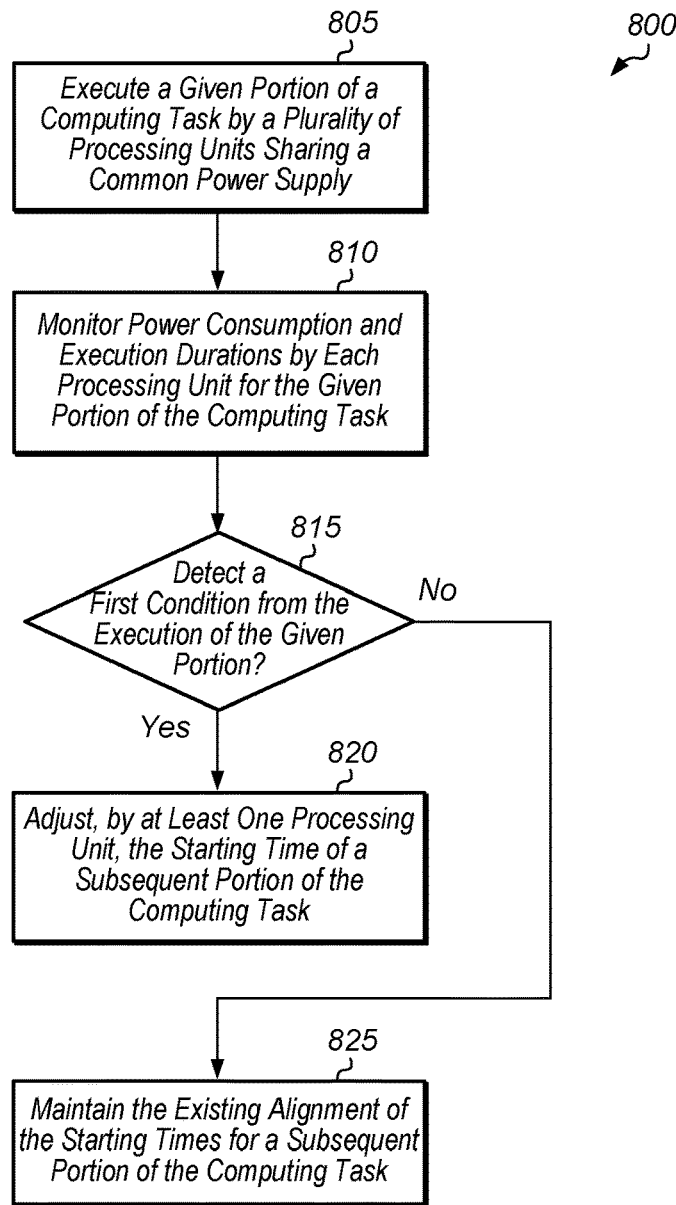 805
800
Execute a Given Portion of a
Computing Task by a Plurality of
Processing Units Sharing a
Common Power Supply
810
Monitor Power Consumption and
Execution Durations by Each
Processing Unit for the Given
Portion of the Computing Task
815
Detect a
First Condition from the
Execution of the Given
Portion?
No
Yes
820
Adjust, by at Least One Processing
Unit, the Starting Time of a
Subsequent Portion of the
Computing Task
825
Maintain the Existing Alignment of
the Starting Times for a Subsequent
Portion of the Computing Task